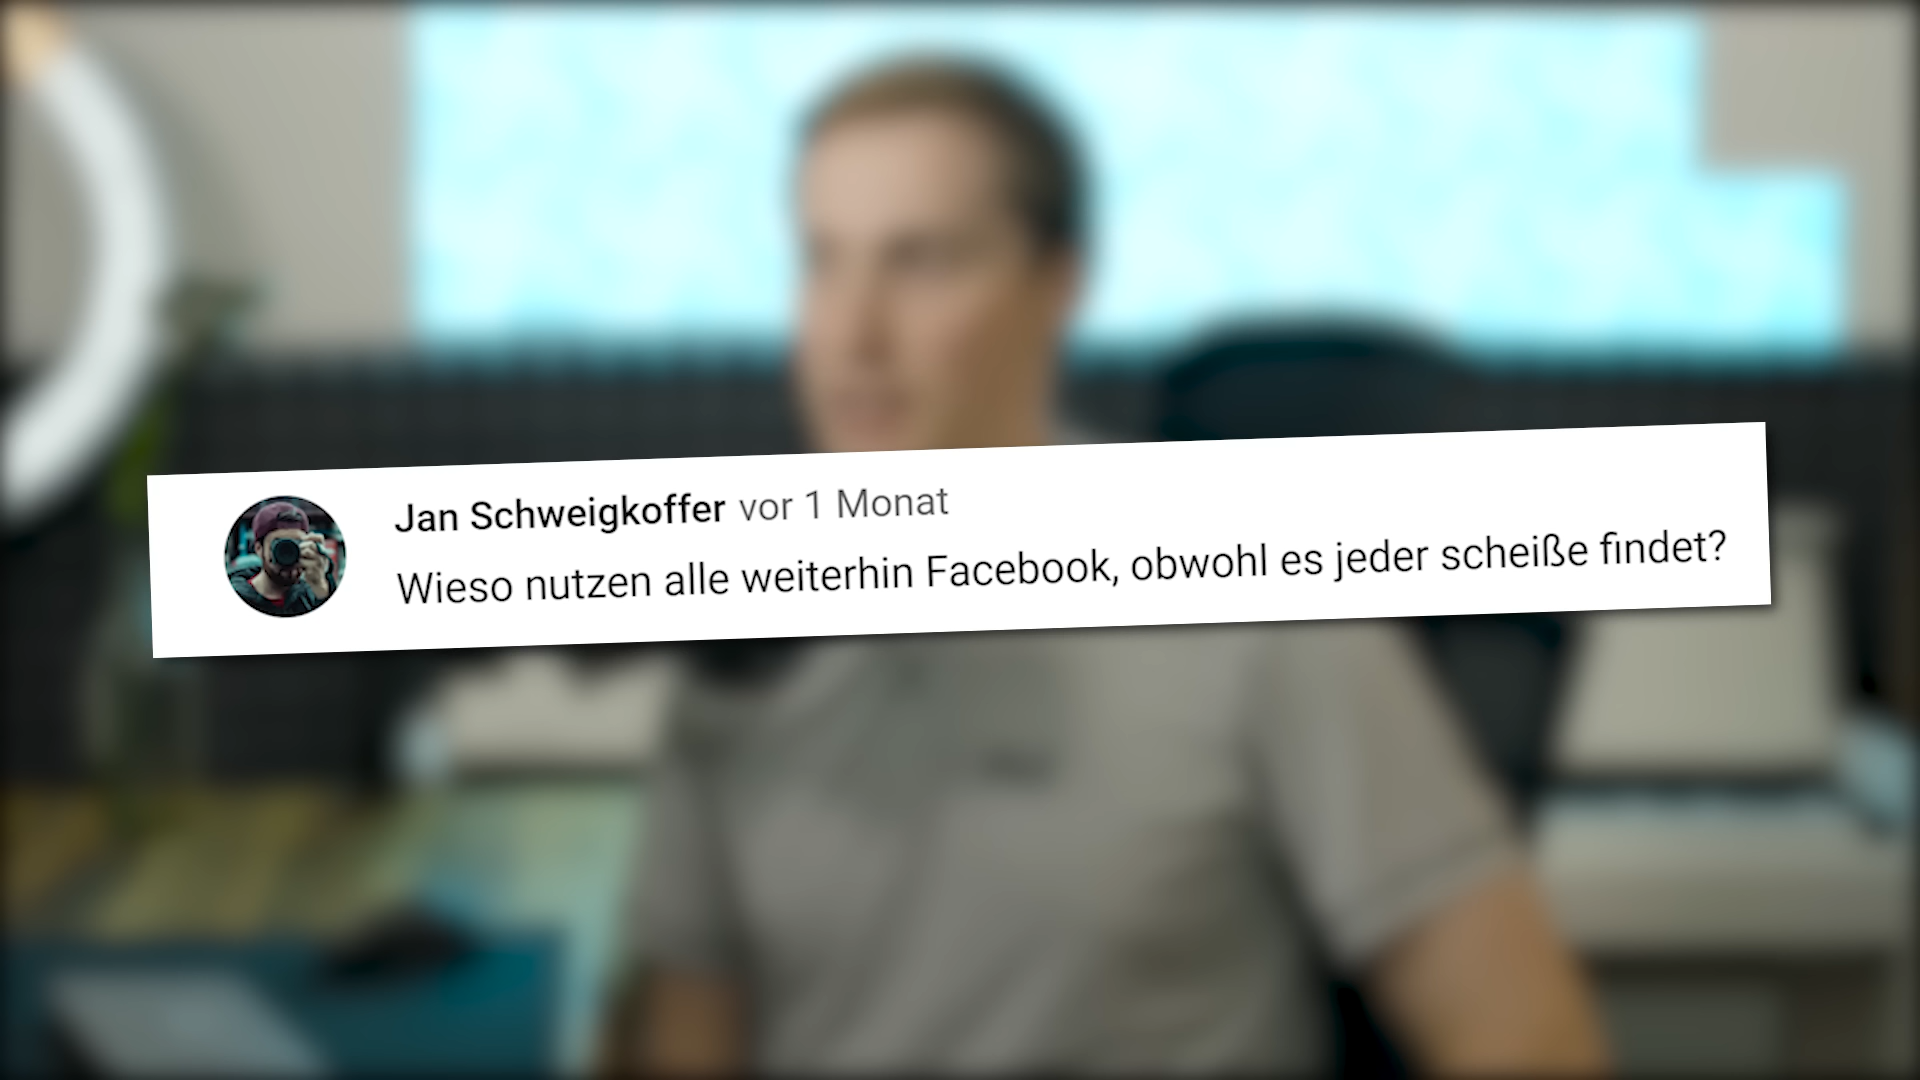 Jan Schweigkoffer vor 1 Monat
Wieso nutzen alle weiterhin Facebook, obwohl es jeder scheiße findet?